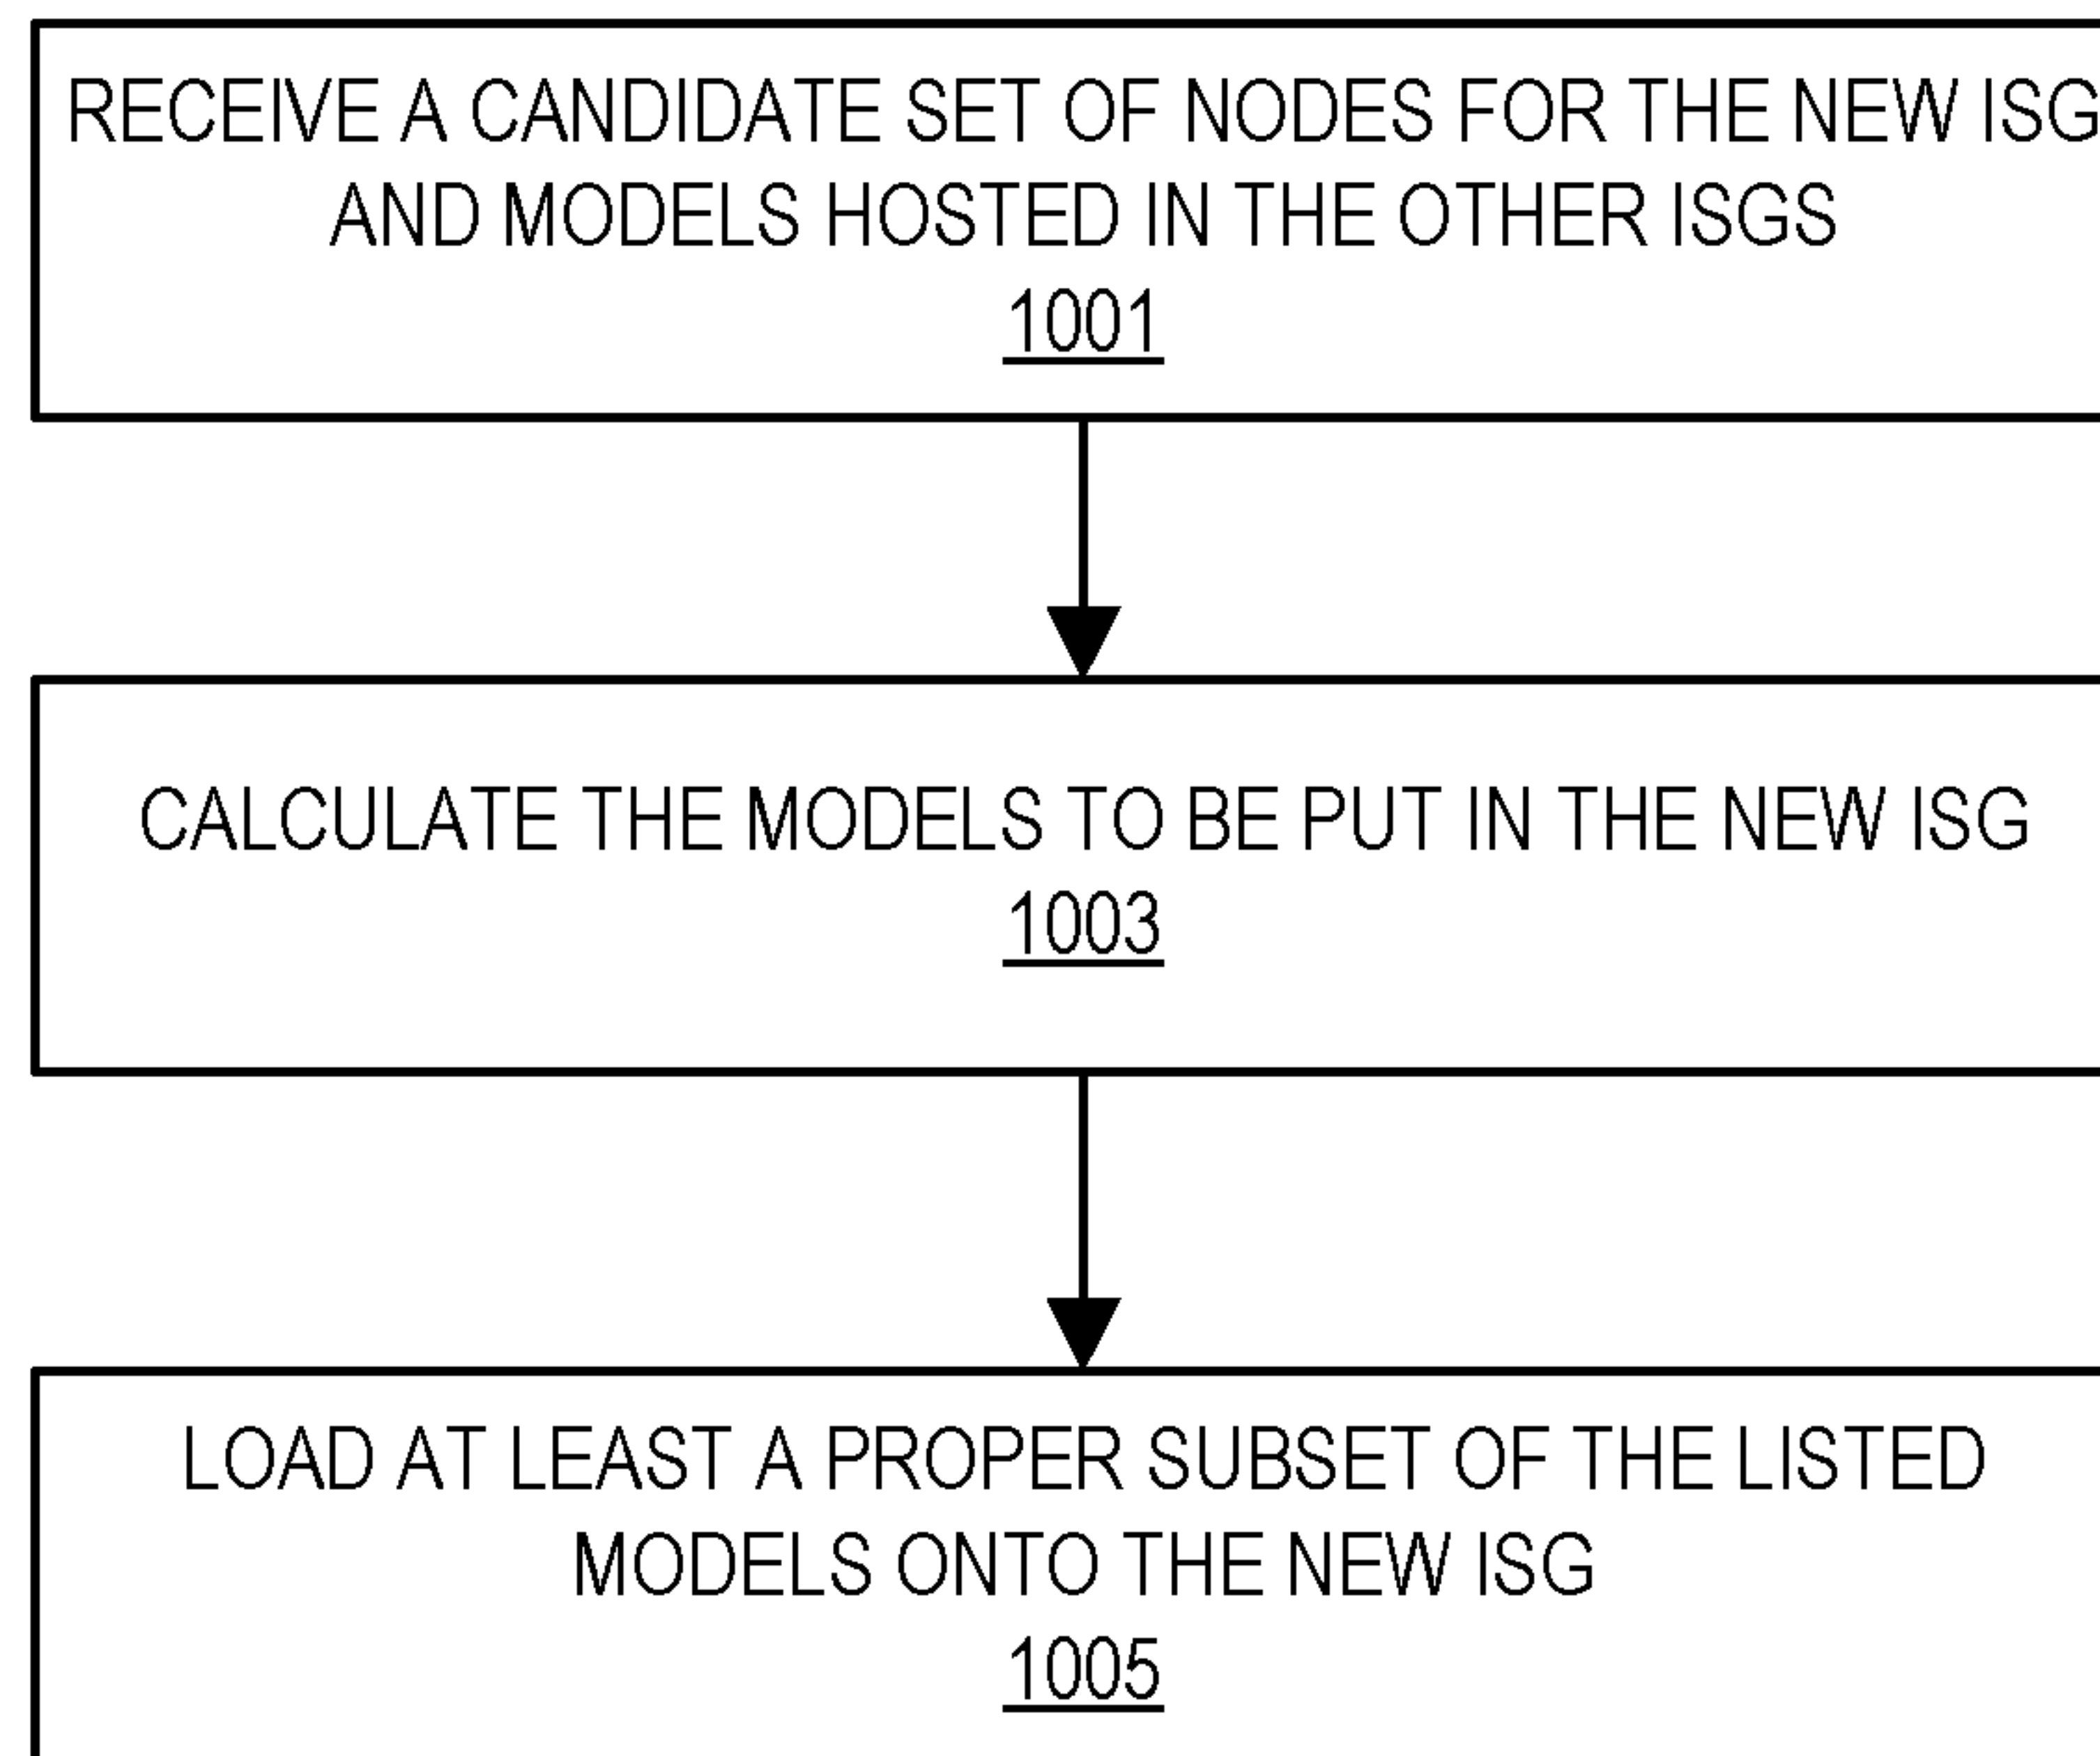 RECEIVE A CANDIDATE SET OF NODES FOR THE NEW ISG
AND MODELS HOSTED IN THE OTHER ISGS
1001
CALCULATE THE MODELS TO BE PUT IN THE NEW ISG
1003
LOAD AT LEAST A PROPER SUBSET OF THE LISTED
MODELS ONTO THE NEW ISG
1005